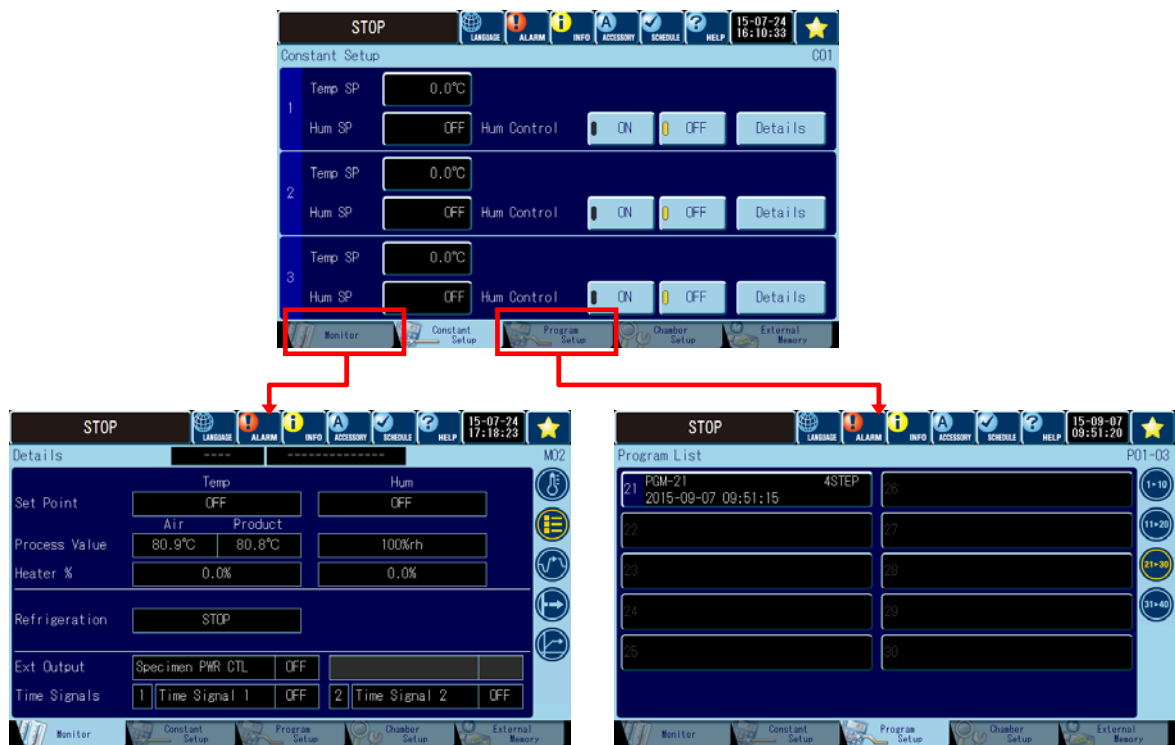 STOP LANGUAGE ALARM INFO ACCESSORY SCHEDULE HELP 15-07-24 16:10:33
Constant Setup C01
1 Temp SP 0.0℃
Hum SP OFF Hum Control ON OFF Details
2 Temp SP 0.0℃
Hum SP OFF Hum Control ON OFF Details
3 Temp SP 0.0℃
Hum SP OFF Hum Control ON OFF Details
Monitor Constant Setup Program Setup Chamber Setup External Memory
STOP LANGUAGE ALARM INFO ACCESSORY SCHEDULE HELP 15-07-24 17:18:23
Details ---- -------------- M02
Temp Hum
Set Point OFF OFF
Air Product
Process Value 80.9℃ 80.8℃ 100%rh
Heater % 0.0% 0.0%
Refrigeration STOP
Ext Output Specimen PWR CTL OFF
Time Signals 1 Time Signal 1 OFF 2 Time Signal 2 OFF
Monitor Constant Setup Program Setup Chamber Setup External Memory
STOP LANGUAGE ALARM INFO ACCESSORY SCHEDULE HELP 15-09-07 09:51:20
Program List P01-03
21 PGM-21 4STEP
2015-09-07 09:51:15
26
1▸10
22 27
11▸20
23 28
21▸30
24 29
31▸40
25 30
Monitor Constant Setup Program Setup Chamber Setup External Memory